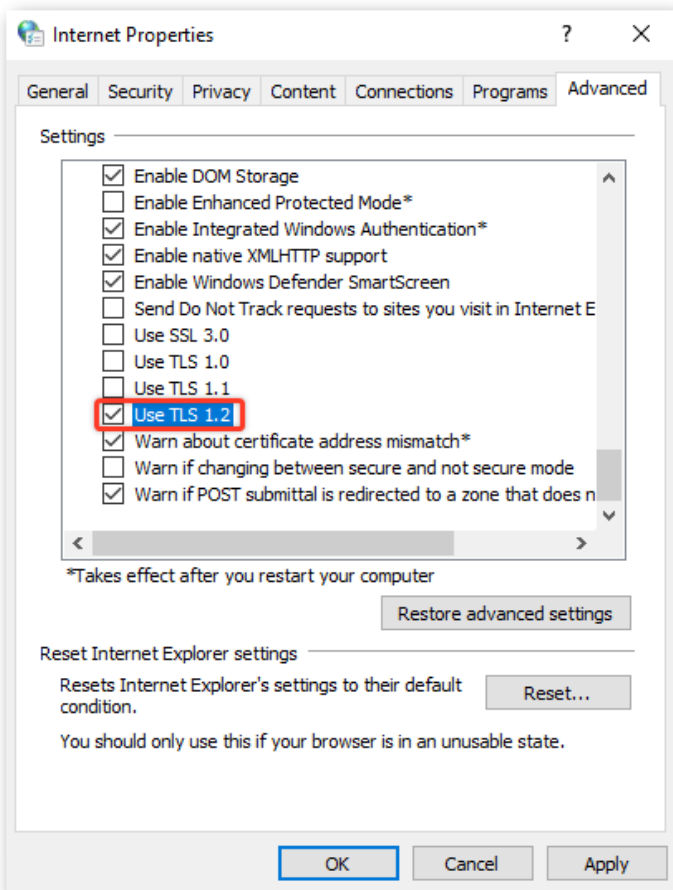 Internet Properties
?
General Security Privacy Content Connections Programs Advanced
Settings
Enable DOM Storage
Enable Enhanced Protected Mode*
Enable Integrated Windows Authentication*
Enable native XMLHTTP support
Enable Windows Defender SmartScreen
Send Do Not Track requests to sites you visit in Internet E
Use SSL 3.0
Use TLS 1.0
Use TLS 1.1
Use TLS 1.2
Warn about certificate address mismatch*
Warn if changing between secure and not secure mode
Warn if POST submittal is redirected to a zone that does n
*Takes effect after you restart your computer
Restore advanced settings
Reset Internet Explorer settings
Resets Internet Explorer's settings to their default
condition.
Reset...
You should only use this if your browser is in an unusable state.
OK Cancel Apply